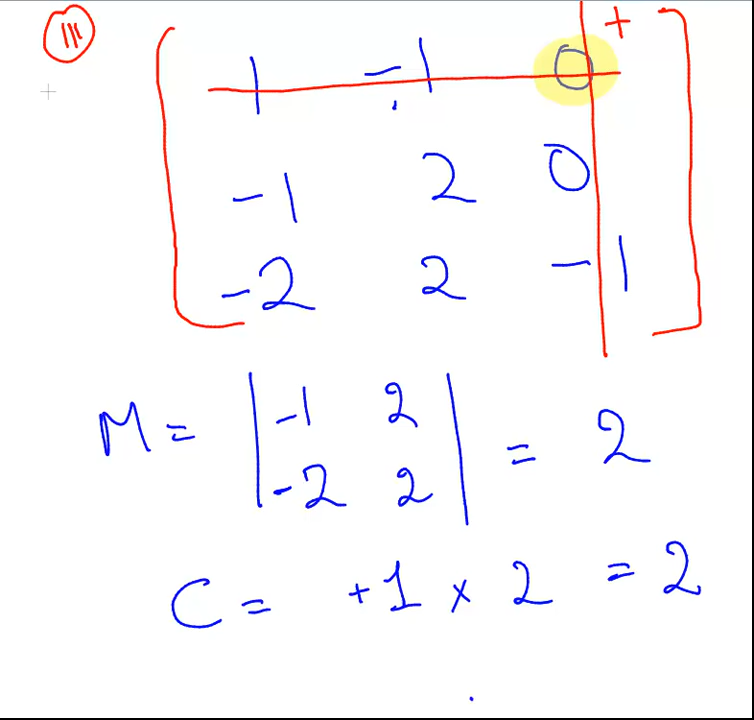 III
1 -1 0 +
-1 2 0
-2 2 -1
M = | -1 2 |
| -2 2 | = 2
C = +1 × 2 = 2